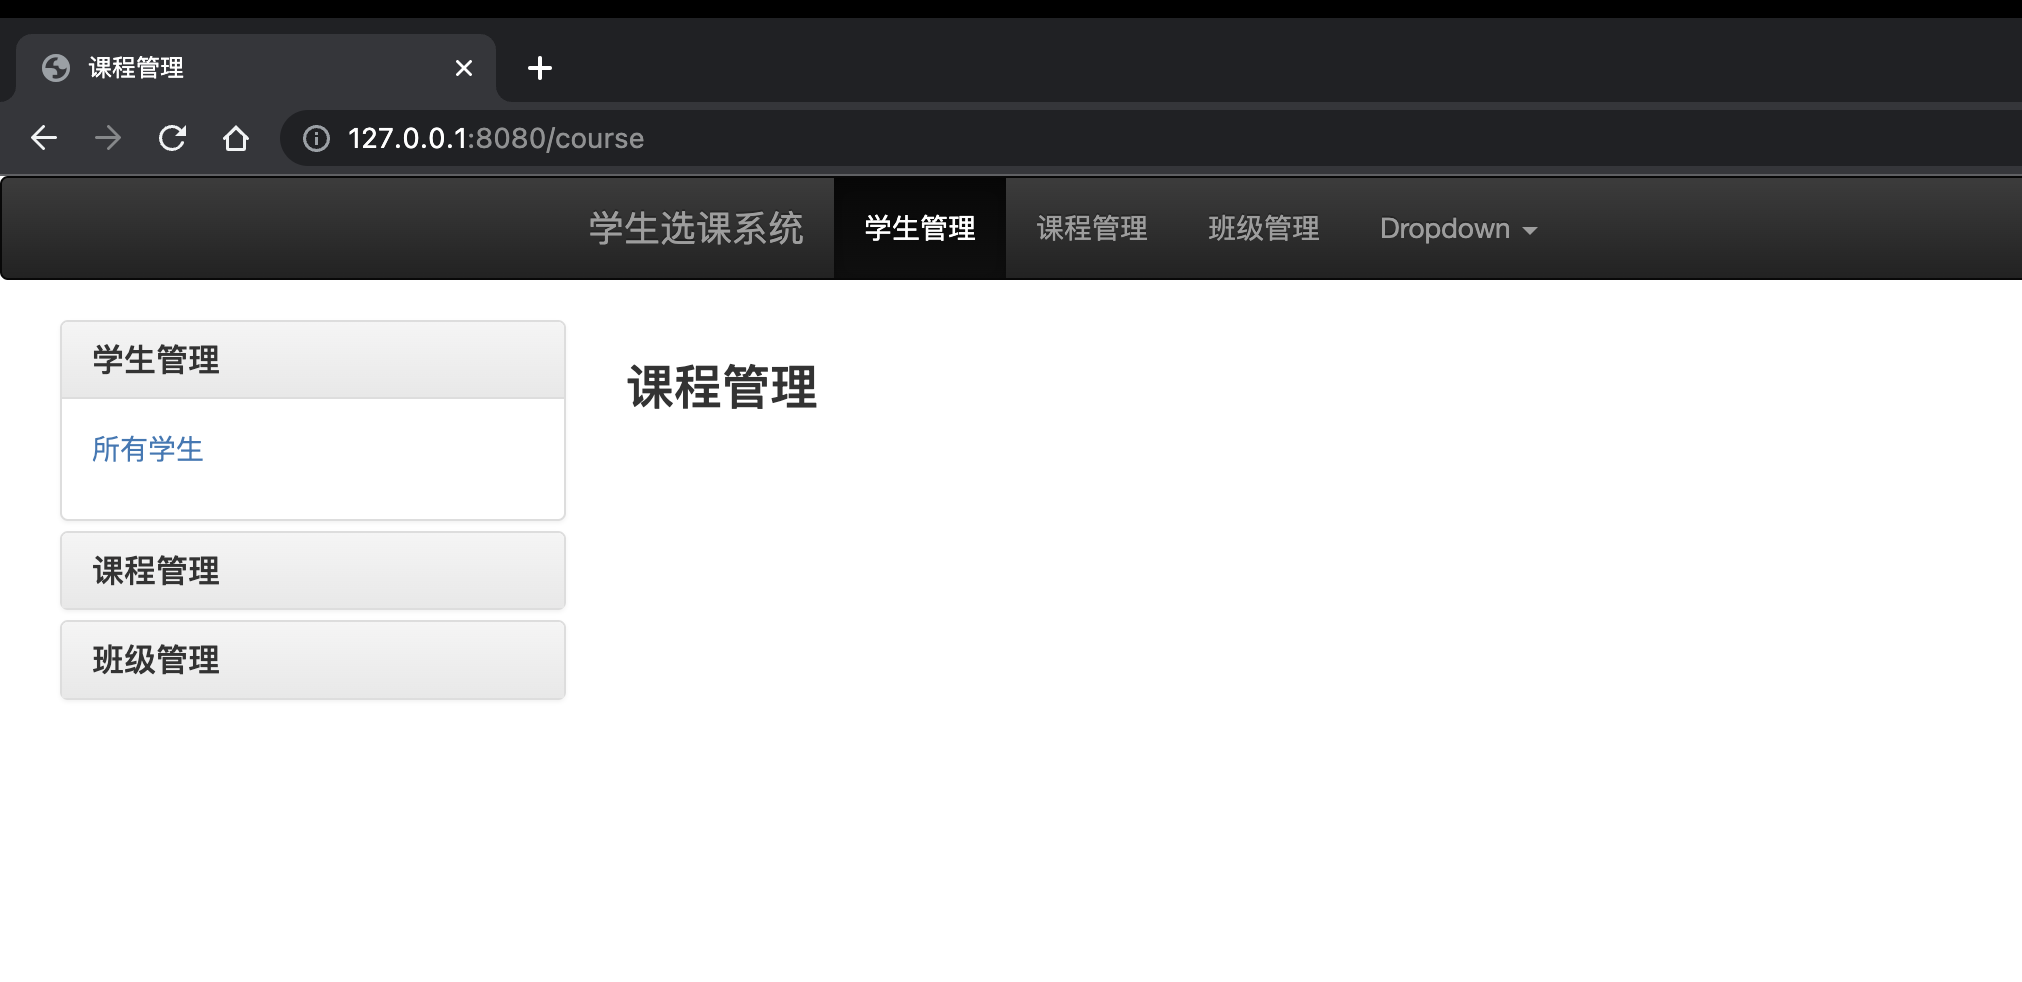 课程管理
127.0.0.1:8080/course
学生选课系统 学生管理 课程管理 班级管理 Dropdown
学生管理
所有学生
课程管理
班级管理
课程管理